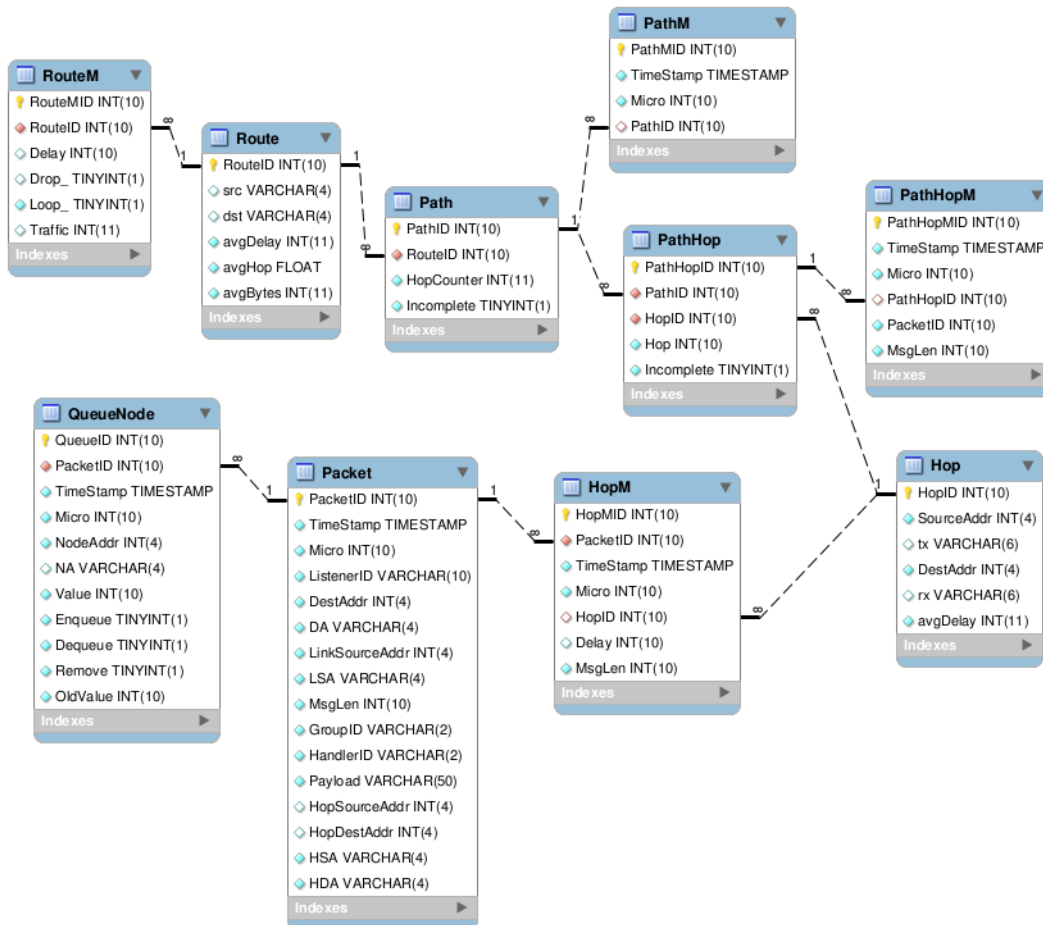 PathM
PathMID INT(10)
TimeStamp TIMESTAMP
Micro INT(10)
PathID INT(10)
Indexes
RouteM
RouteMID INT(10)
RouteID INT(10)
Delay INT(10)
Drop_ TINYINT(1)
Loop_ TINYINT(1)
Traffic INT(11)
Indexes
∞
1
Route
RouteID INT(10)
src VARCHAR(4)
dst VARCHAR(4)
avgDelay INT(11)
avgHop FLOAT
avgBytes INT(11)
Indexes
1
∞
Path
PathID INT(10)
RouteID INT(10)
HopCounter INT(11)
Incomplete TINYINT(1)
Indexes
1
∞
∞
PathHop
PathHopID INT(10)
PathID INT(10)
HopID INT(10)
Hop INT(10)
Incomplete TINYINT(1)
Indexes
1
∞
∞
PathHopM
PathHopMID INT(10)
TimeStamp TIMESTAMP
Micro INT(10)
PathHopID INT(10)
PacketID INT(10)
MsgLen INT(10)
Indexes
QueueNode
QueueID INT(10)
PacketID INT(10)
TimeStamp TIMESTAMP
Micro INT(10)
NodeAddr INT(4)
NA VARCHAR(4)
Value INT(10)
Enqueue TINYINT(1)
Dequeue TINYINT(1)
Remove TINYINT(1)
OldValue INT(10)
Indexes
∞
1
Packet
PacketID INT(10)
TimeStamp TIMESTAMP
Micro INT(10)
ListenerID VARCHAR(10)
DestAddr INT(4)
DA VARCHAR(4)
LinkSourceAddr INT(4)
LSA VARCHAR(4)
MsgLen INT(10)
GroupID VARCHAR(2)
HandlerID VARCHAR(2)
Payload VARCHAR(50)
HopSourceAddr INT(4)
HopDestAddr INT(4)
HSA VARCHAR(4)
HDA VARCHAR(4)
Indexes
1
∞
HopM
HopMID INT(10)
PacketID INT(10)
TimeStamp TIMESTAMP
Micro INT(10)
HopID INT(10)
Delay INT(10)
MsgLen INT(10)
Indexes
∞
1
Hop
HopID INT(10)
SourceAddr INT(4)
tx VARCHAR(6)
DestAddr INT(4)
rx VARCHAR(6)
avgDelay INT(11)
Indexes